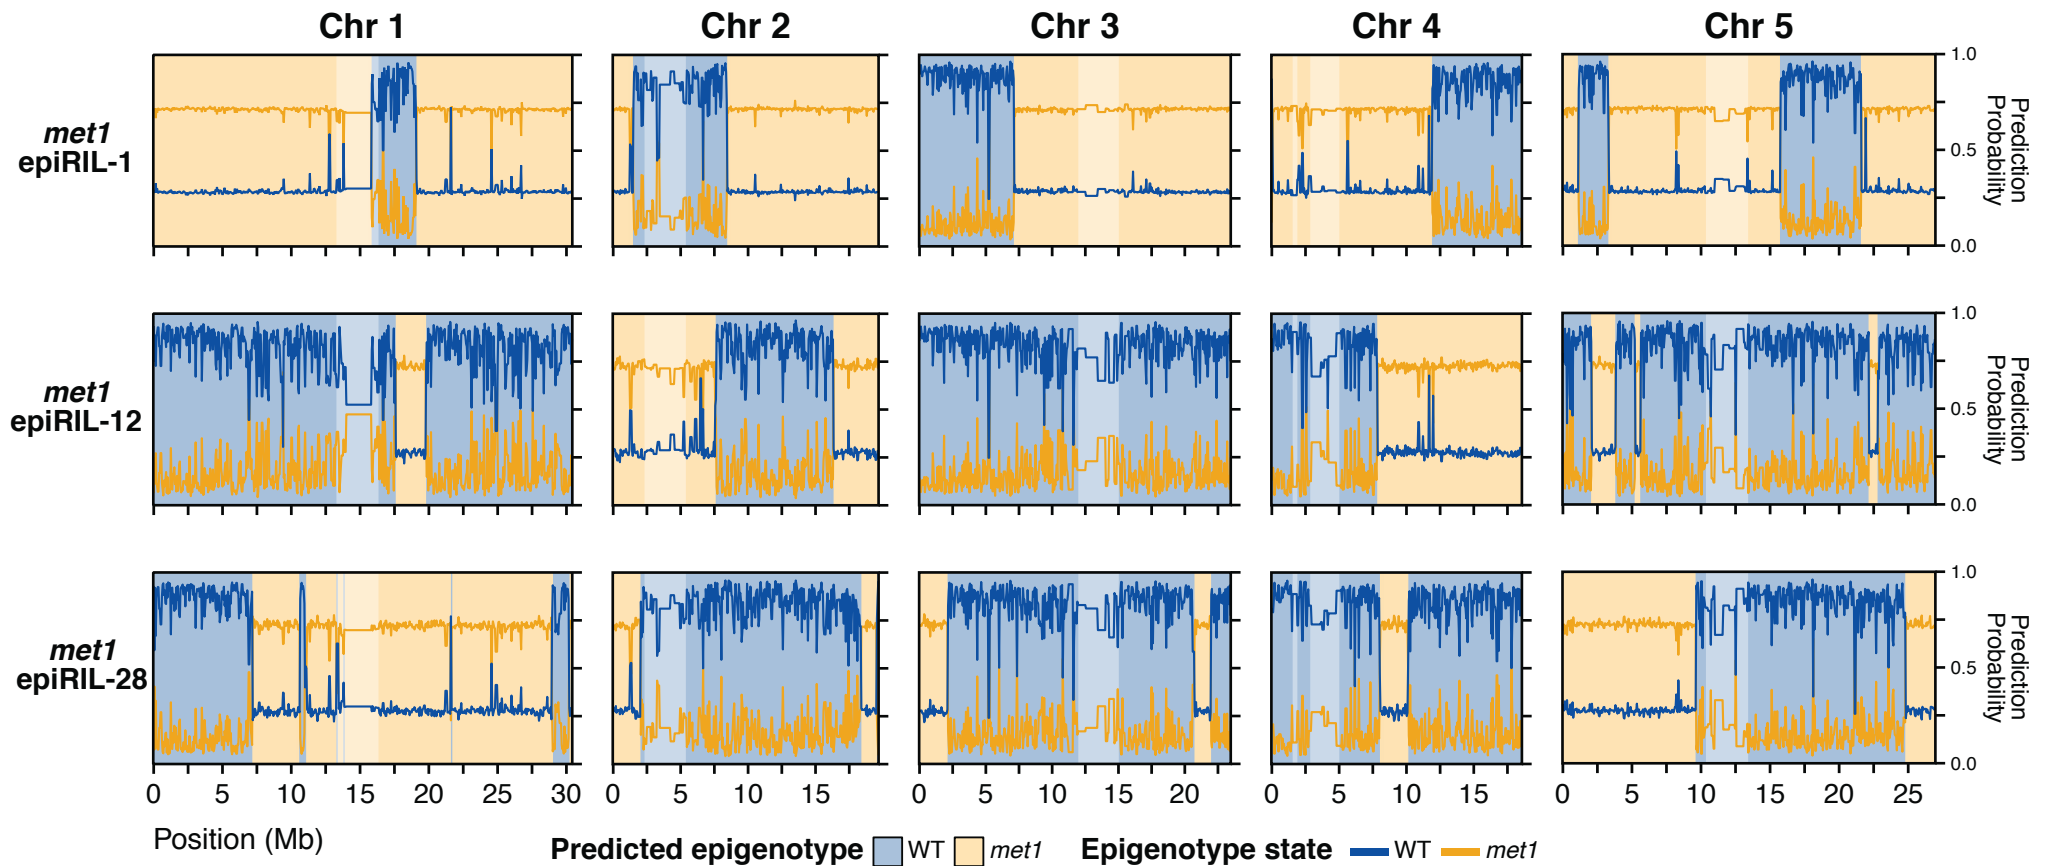 Chr 1 Chr 2 Chr 3 Chr 4 Chr 5
met1
epiRIL-1
1.0
0.5
0.0
Prediction
Probability
met1
epiRIL-12
1.0
0.5
0.0
Prediction
Probability
met1
epiRIL-28
1.0
0.5
0.0
Prediction
Probability
0 5 10 15 20 25 30 0 5 10 15 0 5 10 15 20 0 5 10 15 0 5 10 15 20 25
Position (Mb)
Predicted epigenotype WT met1 Epigenotype state WT met1